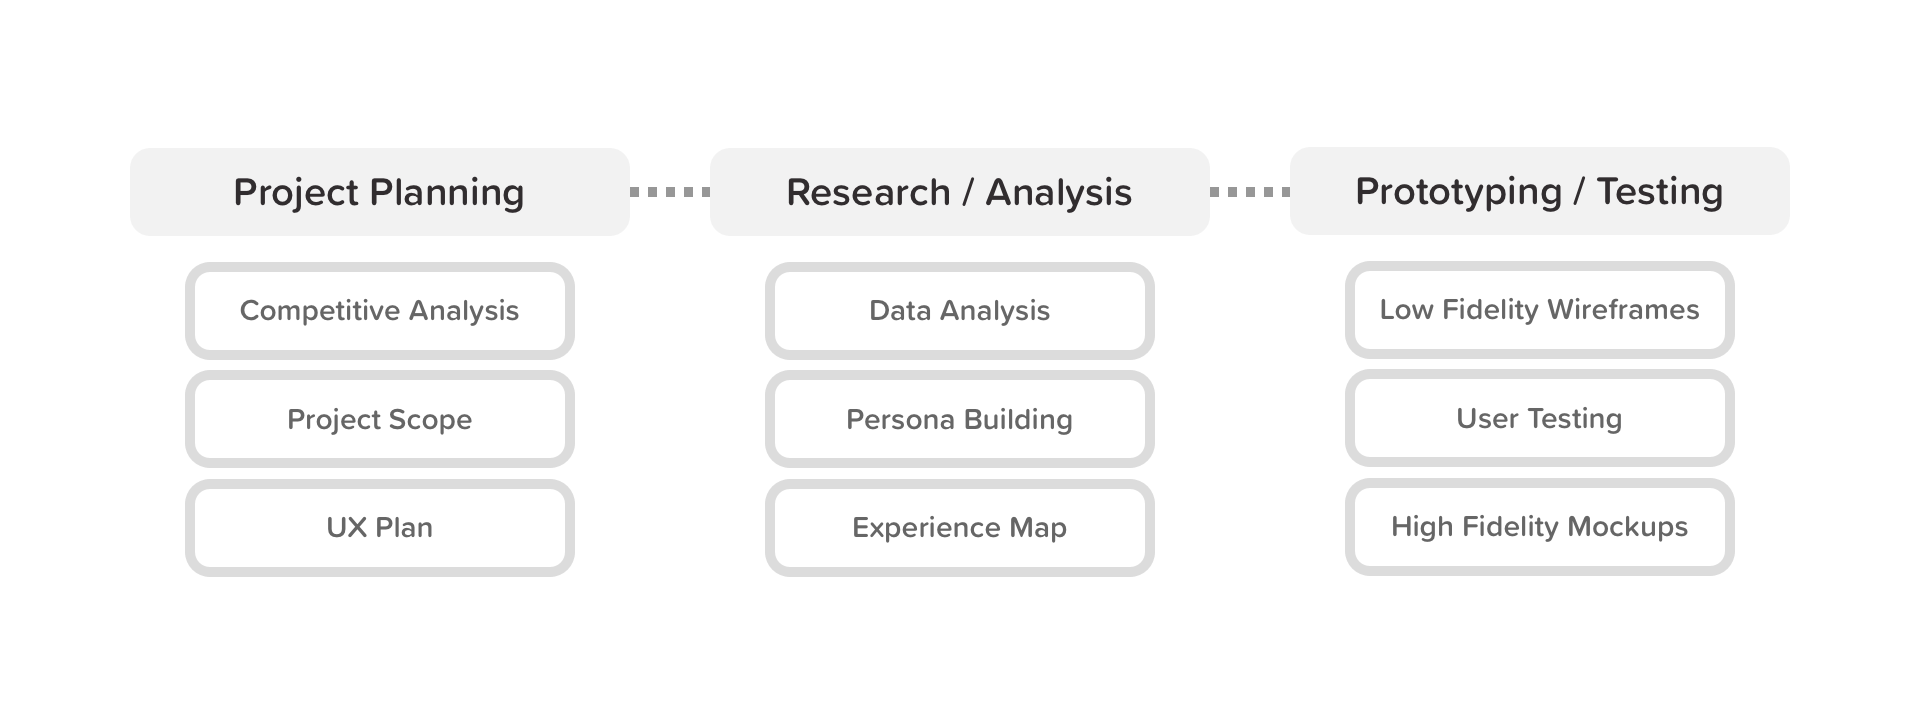 Project Planning
Research / Analysis
Prototyping / Testing
Competitive Analysis
Project Scope
UX Plan
Data Analysis
Persona Building
Experience Map
Low Fidelity Wireframes
User Testing
High Fidelity Mockups